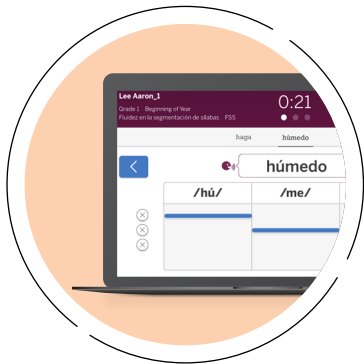 Lee Aaron_1
Grade 1 Beginning of Year
Fluidez en la segmentación de sílabas FSS
0:21
haga húmedo
húmedo
/hú/ /me/